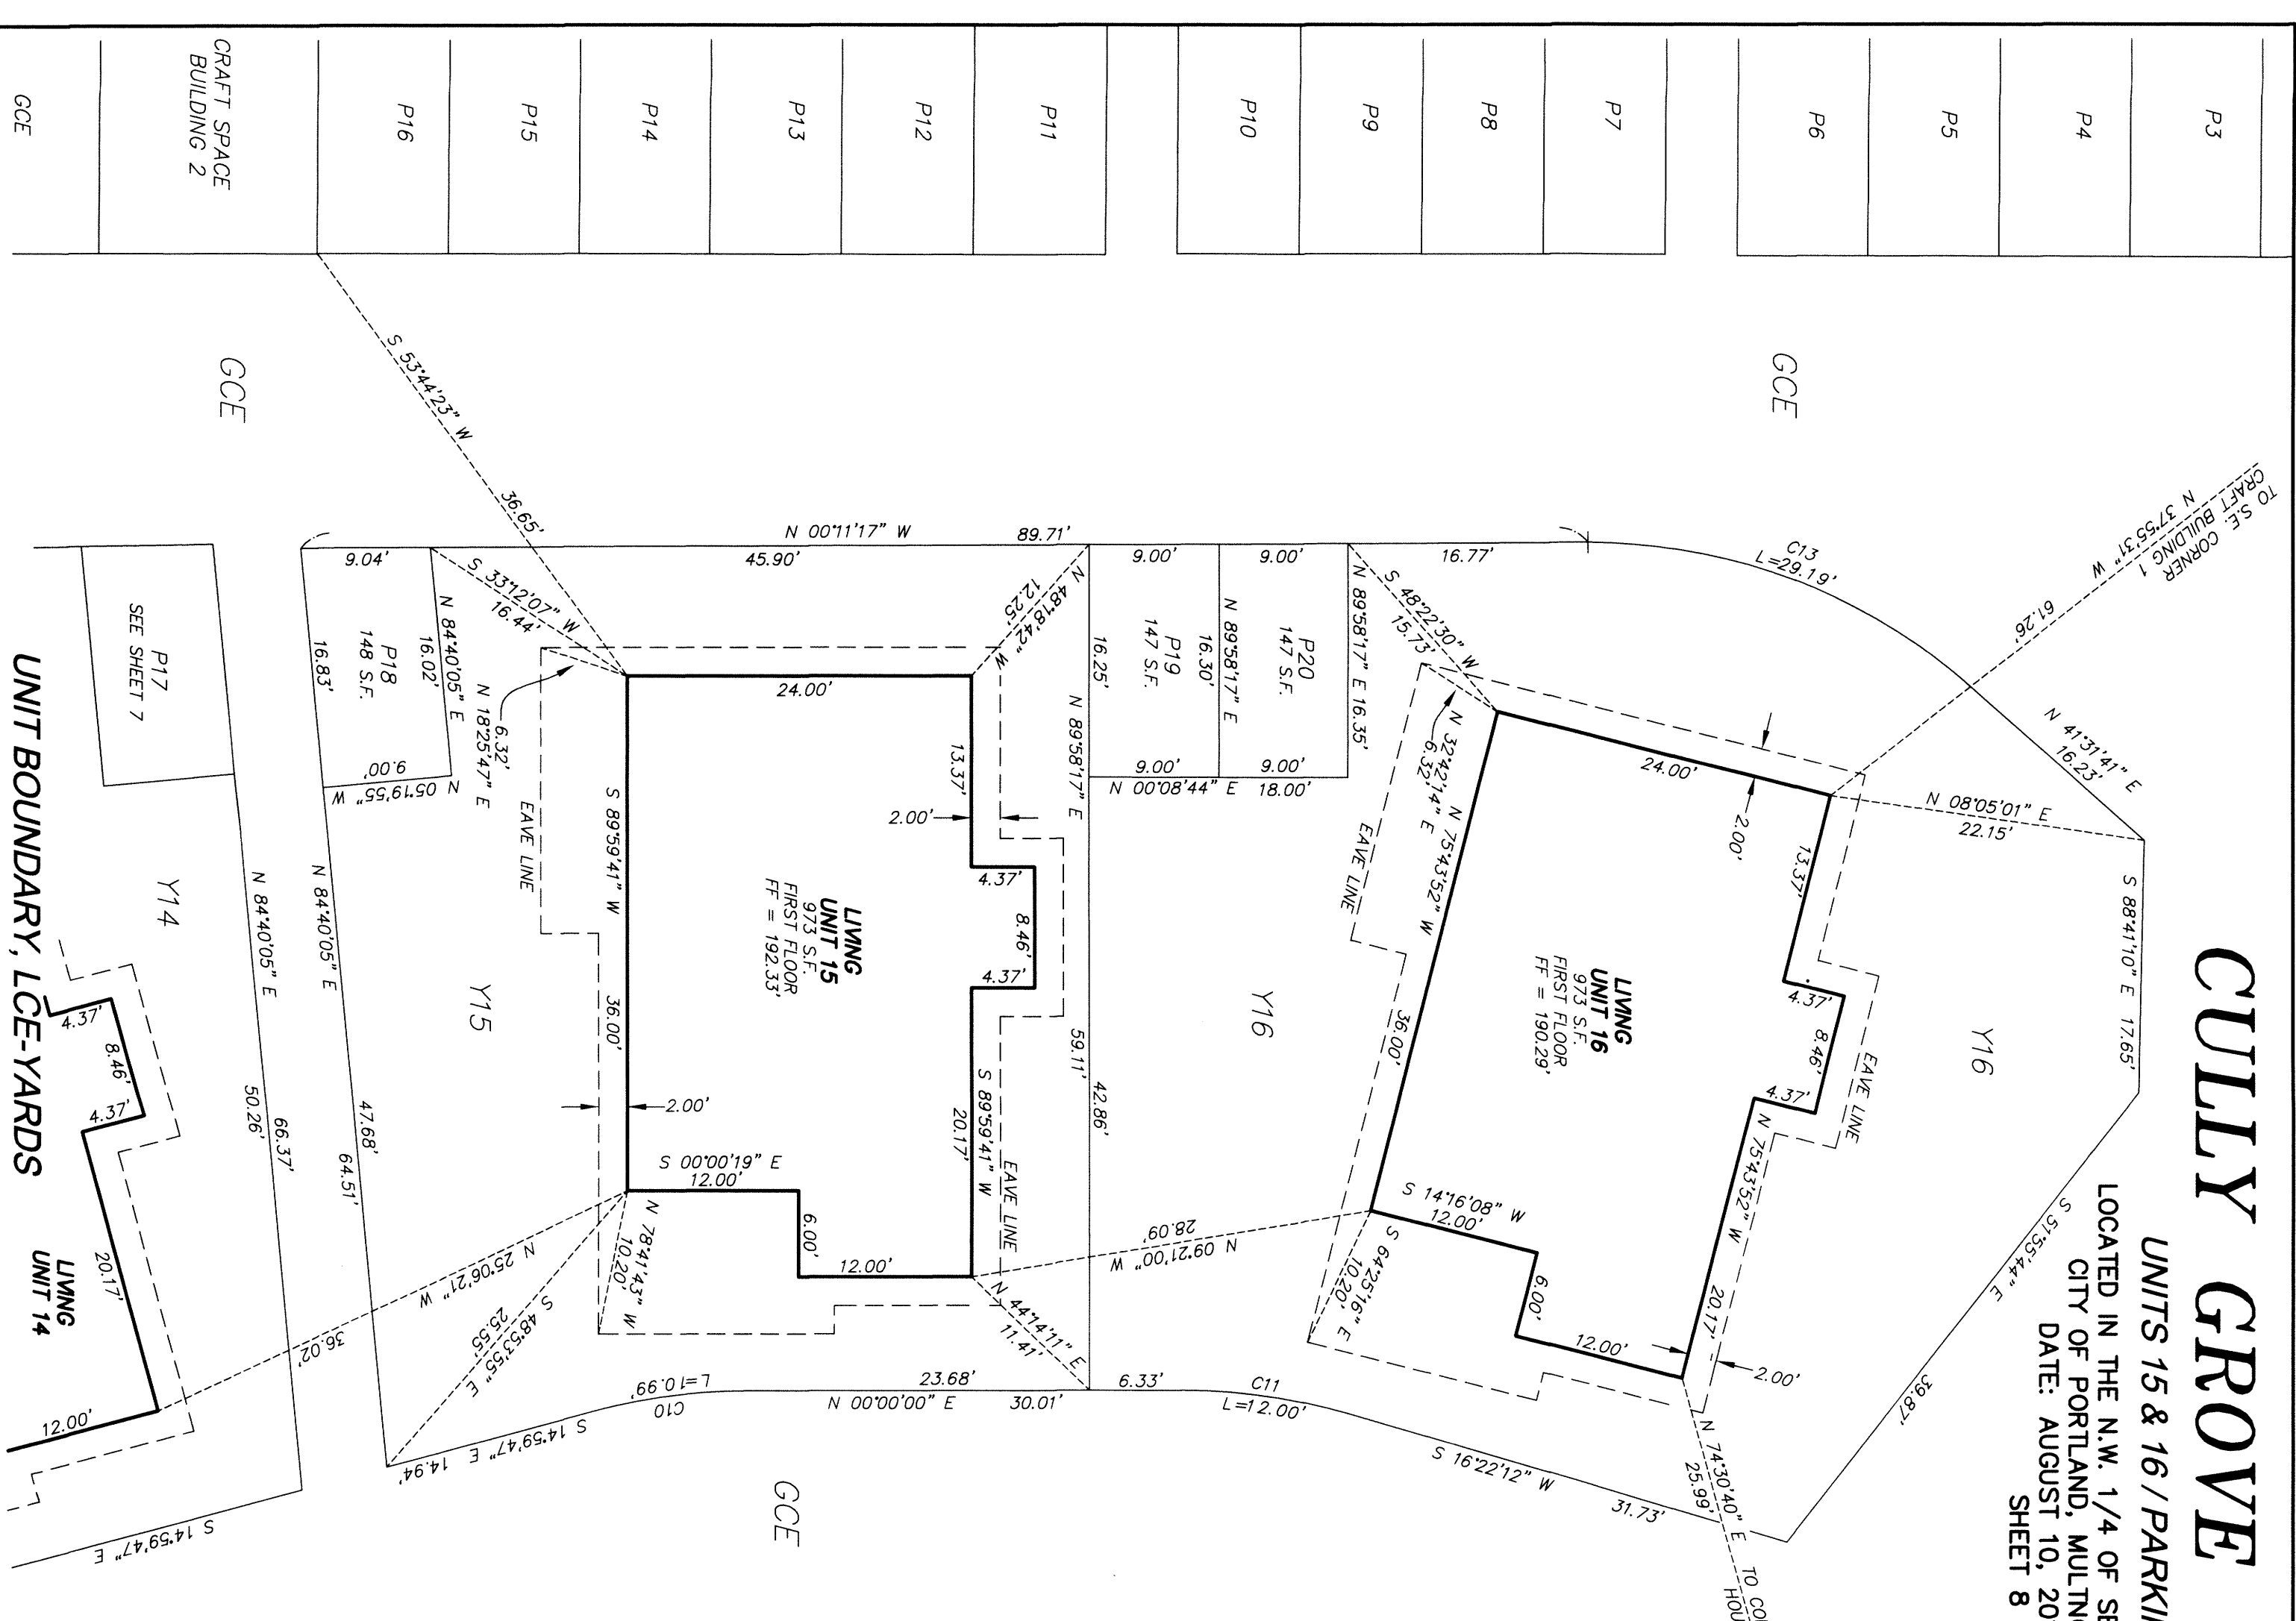 CULLY GROVE
UNITS 15 & 16 / PARKIN
LOCATED IN THE N.W. 1/4 OF SE
CITY OF PORTLAND, MULTNO
DATE: AUGUST 10, 20
SHEET 8
P3
P4
P5
P6
P7
P8
P9
P10
P11
P12
P13
P14
P15
P16
CRAFT SPACE
BUILDING 2
GCE
GCE
GCE
TO S.E. CORNER
CRAFT BUILDING 1
N 37°55'31" W
61.26'
C13
L=29.19'
N 41°31'41" E
16.23'
N 08°05'01" E
22.15'
S 88°41'10" E 17.65'
S 51°55'44" E
39.87'
Y16
EAVE LINE
24.00'
2.00'
13.37'
4.37'
8.46'
4.37'
N 75°43'52" W
20.17'
2.00'
LIVING
UNIT 16
973 S.F.
FIRST FLOOR
FF = 190.29'
N 75°43'52" W
36.00'
S 14°16'08" W
12.00'
6.00'
12.00'
S 64°25'16" E
10.20'
N 74°30'40" E
25.99'
TO CO
HOU
S 16°22'12" W
31.73'
C11
L=12.00'
6.33'
16.77'
S 48°22'30" W
15.73'
N 32°42'14" E
6.32'
EAVE LINE
N 89°58'17" E 16.35'
9.00'
P20
147 S.F.
9.00'
N 89°58'17" E
16.30'
9.00'
P19
147 S.F.
9.00'
N 00°08'44" E 18.00'
16.25'
N 89°58'17" E
59.11'
42.86'
Y16
N 09°21'00" W
28.09'
N 00°11'17" W
89.71'
45.90'
N 48°18'42" W
12.25'
24.00'
13.37'
2.00'
4.37'
8.46'
4.37'
S 89°59'41" W
20.17'
EAVE LINE
LIVING
UNIT 15
973 S.F.
FIRST FLOOR
FF = 192.33'
S 89°59'41" W
36.00'
2.00'
S 00°00'19" E
12.00'
6.00'
12.00'
N 44°14'11" E
11.41'
23.68'
N 00°00'00" E
30.01'
C10
L=10.99'
S 14°59'47" E 14.94'
N 78°41'43" W
10.20'
S 48°53'55" E
25.55'
N 25°06'21" W
36.02'
S 53°44'23" W
36.65'
S 33°12'07" W
16.44'
6.32'
N 18°25'47" E
EAVE LINE
9.04'
N 84°40'05" E
16.02'
P18
148 S.F.
16.83'
9.00'
N 05°19'55" W
Y15
N 84°40'05" E
47.68'
64.51'
N 84°40'05" E
66.37'
50.26'
P17
SEE SHEET 7
Y14
GCE
4.37'
8.46'
4.37'
20.17'
12.00'
LIVING
UNIT 14
S 14°59'47" E
UNIT BOUNDARY, LCE-YARDS